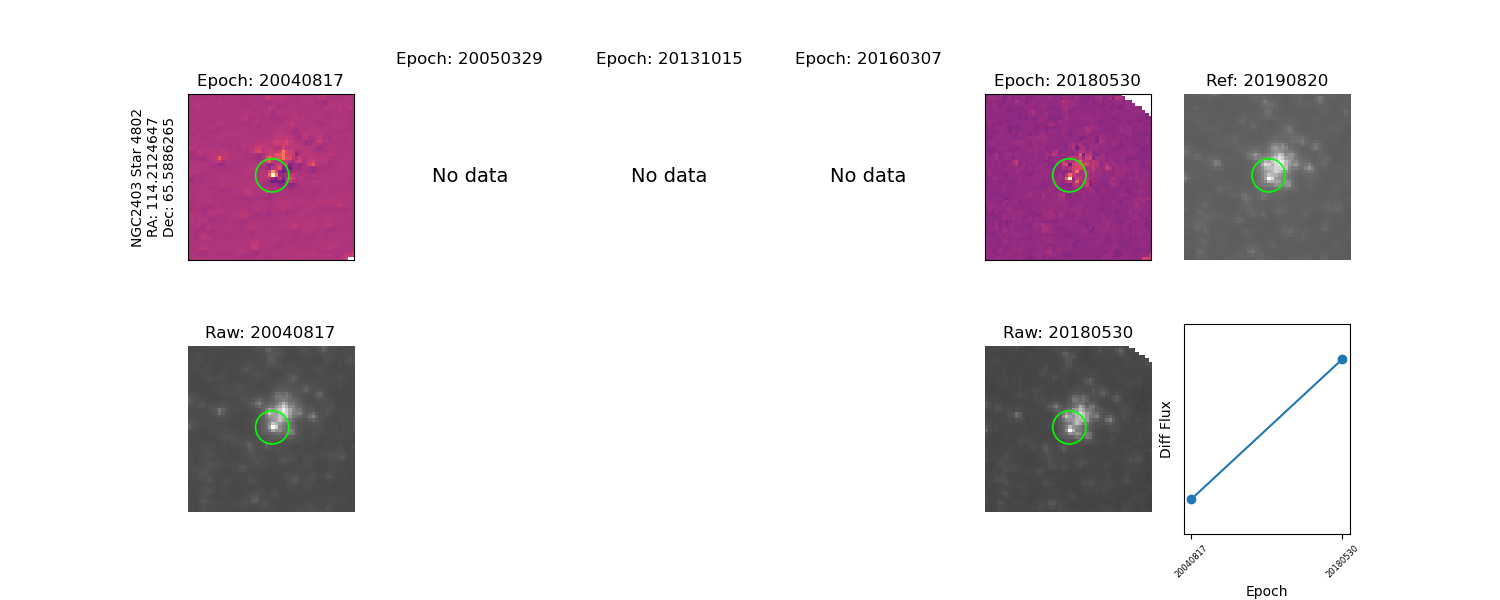 Epoch: 20040817
Epoch: 20050329
Epoch: 20131015
Epoch: 20160307
Epoch: 20180530
Ref: 20190820
NGC2403 Star 4802
RA: 114.2124647
Dec: 65.5886265
No data
No data
No data
Raw: 20040817
Raw: 20180530
Diff Flux
20040817
20180530
Epoch